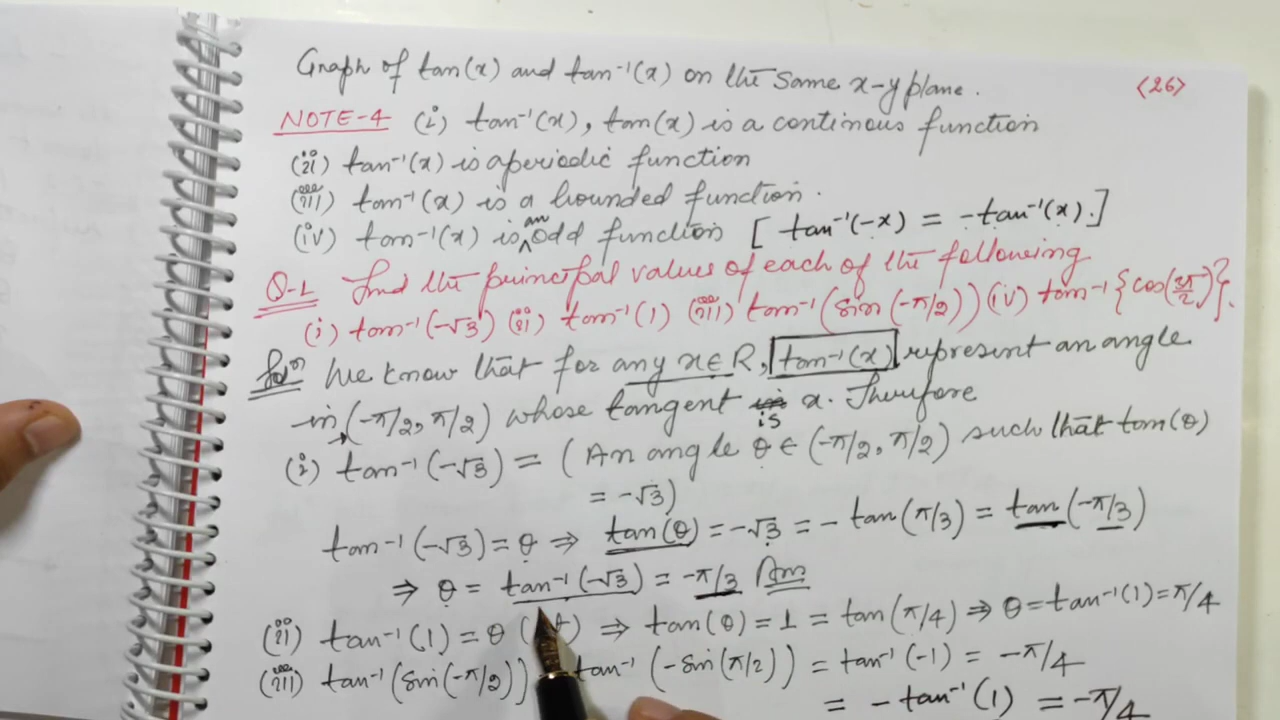 Graph of tan(x) and tan⁻¹(x) on the same x-y plane.
<26>
NOTE-4 (i) tan⁻¹(x), tan(x) is a continous function
(ii) tan⁻¹(x) is aperiodic function
(iii) tan⁻¹(x) is a bounded function.
(iv) tan⁻¹(x) is an odd function [tan⁻¹(-x) = -tan⁻¹(x).]
Q-1 Find the principal values of each of the following
(i) tan⁻¹(-√3) (ii) tan⁻¹(1) (iii) tan⁻¹(sin(-π/2)) (iv) tan⁻¹{cos(3π/2)}.
Solⁿ We know that for any x∈R, tan⁻¹(x) represent an angle
in (-π/2, π/2) whose tangent is x. Therefore
(i) tan⁻¹(-√3) = (An angle θ ∈ (-π/2, π/2) such that tan(θ)
= -√3)
tan⁻¹(-√3) = θ ⇒ tan(θ) = -√3 = - tan(π/3) = tan(-π/3)
⇒ θ = tan⁻¹(-√3) = -π/3 Ans
(ii) tan⁻¹(1) = θ ( ) ⇒ tan(θ) = 1 = tan(π/4) ⇒ θ = tan⁻¹(1) = π/4
(iii) tan⁻¹(sin(-π/2)) tan⁻¹(-sin(π/2)) = tan⁻¹(-1) = -π/4
= - tan⁻¹(1) = -π/4